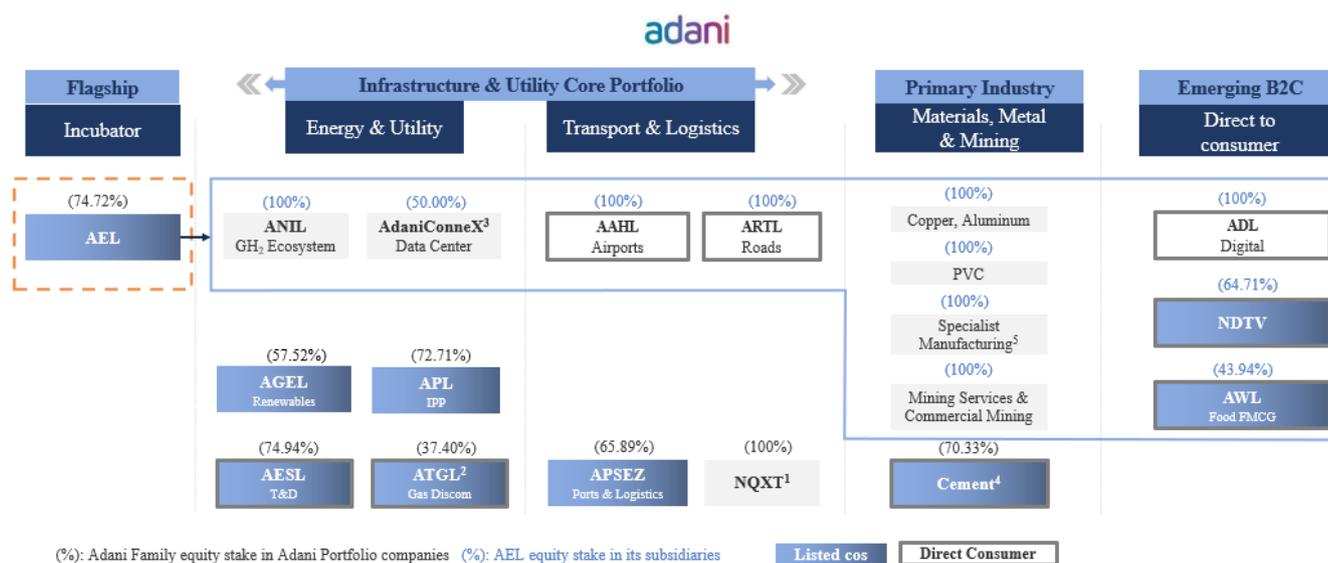 adani
Flagship
Incubator
Infrastructure & Utility Core Portfolio
Energy & Utility
Transport & Logistics
Primary Industry
Materials, Metal
& Mining
Emerging B2C
Direct to
consumer
(74.72%)
AEL
(100%)
ANIL
GH₂ Ecosystem
(50.00%)
AdaniConneX³
Data Center
(100%)
AAHL
Airports
(100%)
ARTL
Roads
(100%)
Copper, Aluminum
(100%)
PVC
(100%)
Specialist
Manufacturing⁵
(100%)
Mining Services &
Commercial Mining
(100%)
ADL
Digital
(64.71%)
NDTV
(43.94%)
AWL
Food FMCG
(57.52%)
AGEL
Renewables
(72.71%)
APL
IPP
(74.94%)
AESL
T&D
(37.40%)
ATGL²
Gas Discom
(65.89%)
APSEZ
Ports & Logistics
(100%)
NQXT¹
(70.33%)
Cement⁴
(%): Adani Family equity stake in Adani Portfolio companies (%): AEL equity stake in its subsidiaries
Listed cos
Direct Consumer